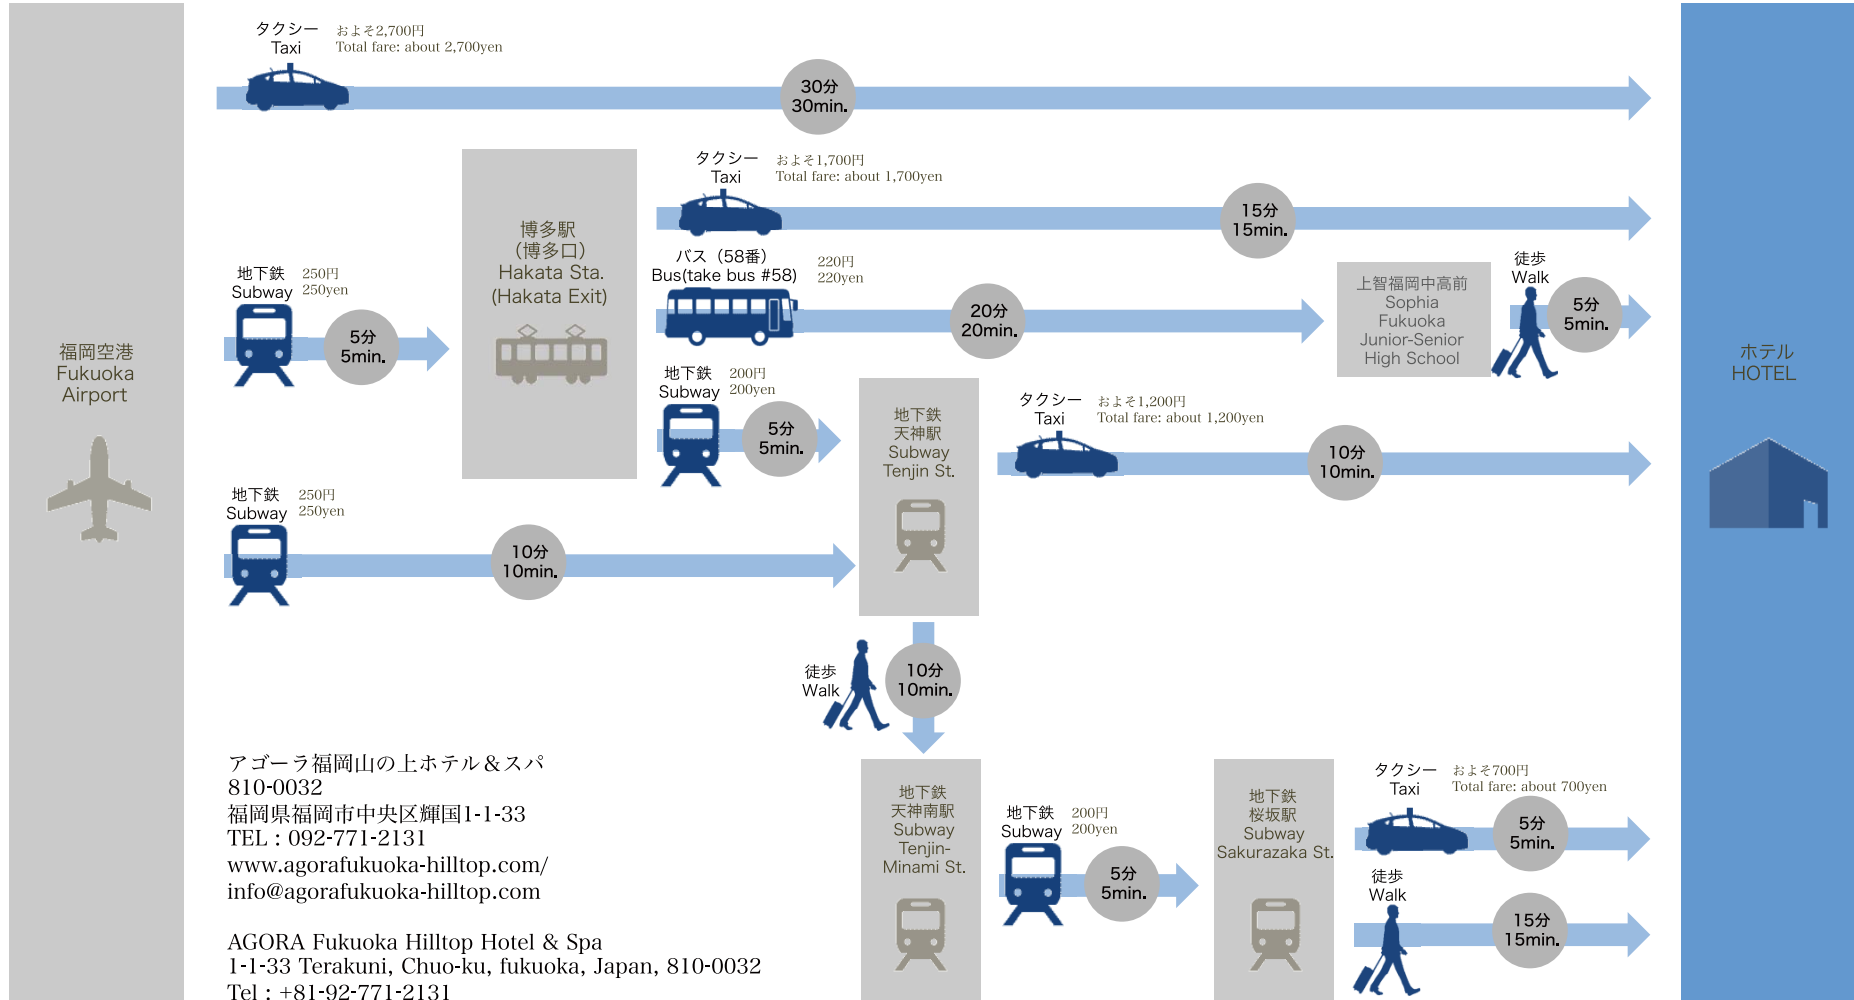 福岡空港
Fukuoka
Airport
タクシー
Taxi
およそ2,700円
Total fare: about 2,700yen
30分
30min.
地下鉄
Subway
250円
250yen
5分
5min.
博多駅
(博多口)
Hakata Sta.
(Hakata Exit)
タクシー
Taxi
およそ1,700円
Total fare: about 1,700yen
15分
15min.
バス（58番）
Bus(take bus #58)
220円
220yen
20分
20min.
上智福岡中高前
Sophia
Fukuoka
Junior-Senior
High School
徒歩
Walk
5分
5min.
地下鉄
Subway
200円
200yen
5分
5min.
地下鉄
天神駅
Subway
Tenjin St.
タクシー
Taxi
およそ1,200円
Total fare: about 1,200yen
10分
10min.
地下鉄
Subway
250円
250yen
10分
10min.
徒歩
Walk
10分
10min.
地下鉄
天神南駅
Subway
Tenjin-
Minami St.
地下鉄
Subway
200円
200yen
5分
5min.
地下鉄
桜坂駅
Subway
Sakurazaka St.
タクシー
Taxi
およそ700円
Total fare: about 700yen
5分
5min.
徒歩
Walk
15分
15min.
ホテル
HOTEL
アゴーラ福岡山の上ホテル＆スパ
810-0032
福岡県福岡市中央区輝国1-1-33
TEL : 092-771-2131
www.agorafukuoka-hilltop.com/
info@agorafukuoka-hilltop.com
AGORA Fukuoka Hilltop Hotel & Spa
1-1-33 Terakuni, Chuo-ku, fukuoka, Japan, 810-0032
Tel : +81-92-771-2131